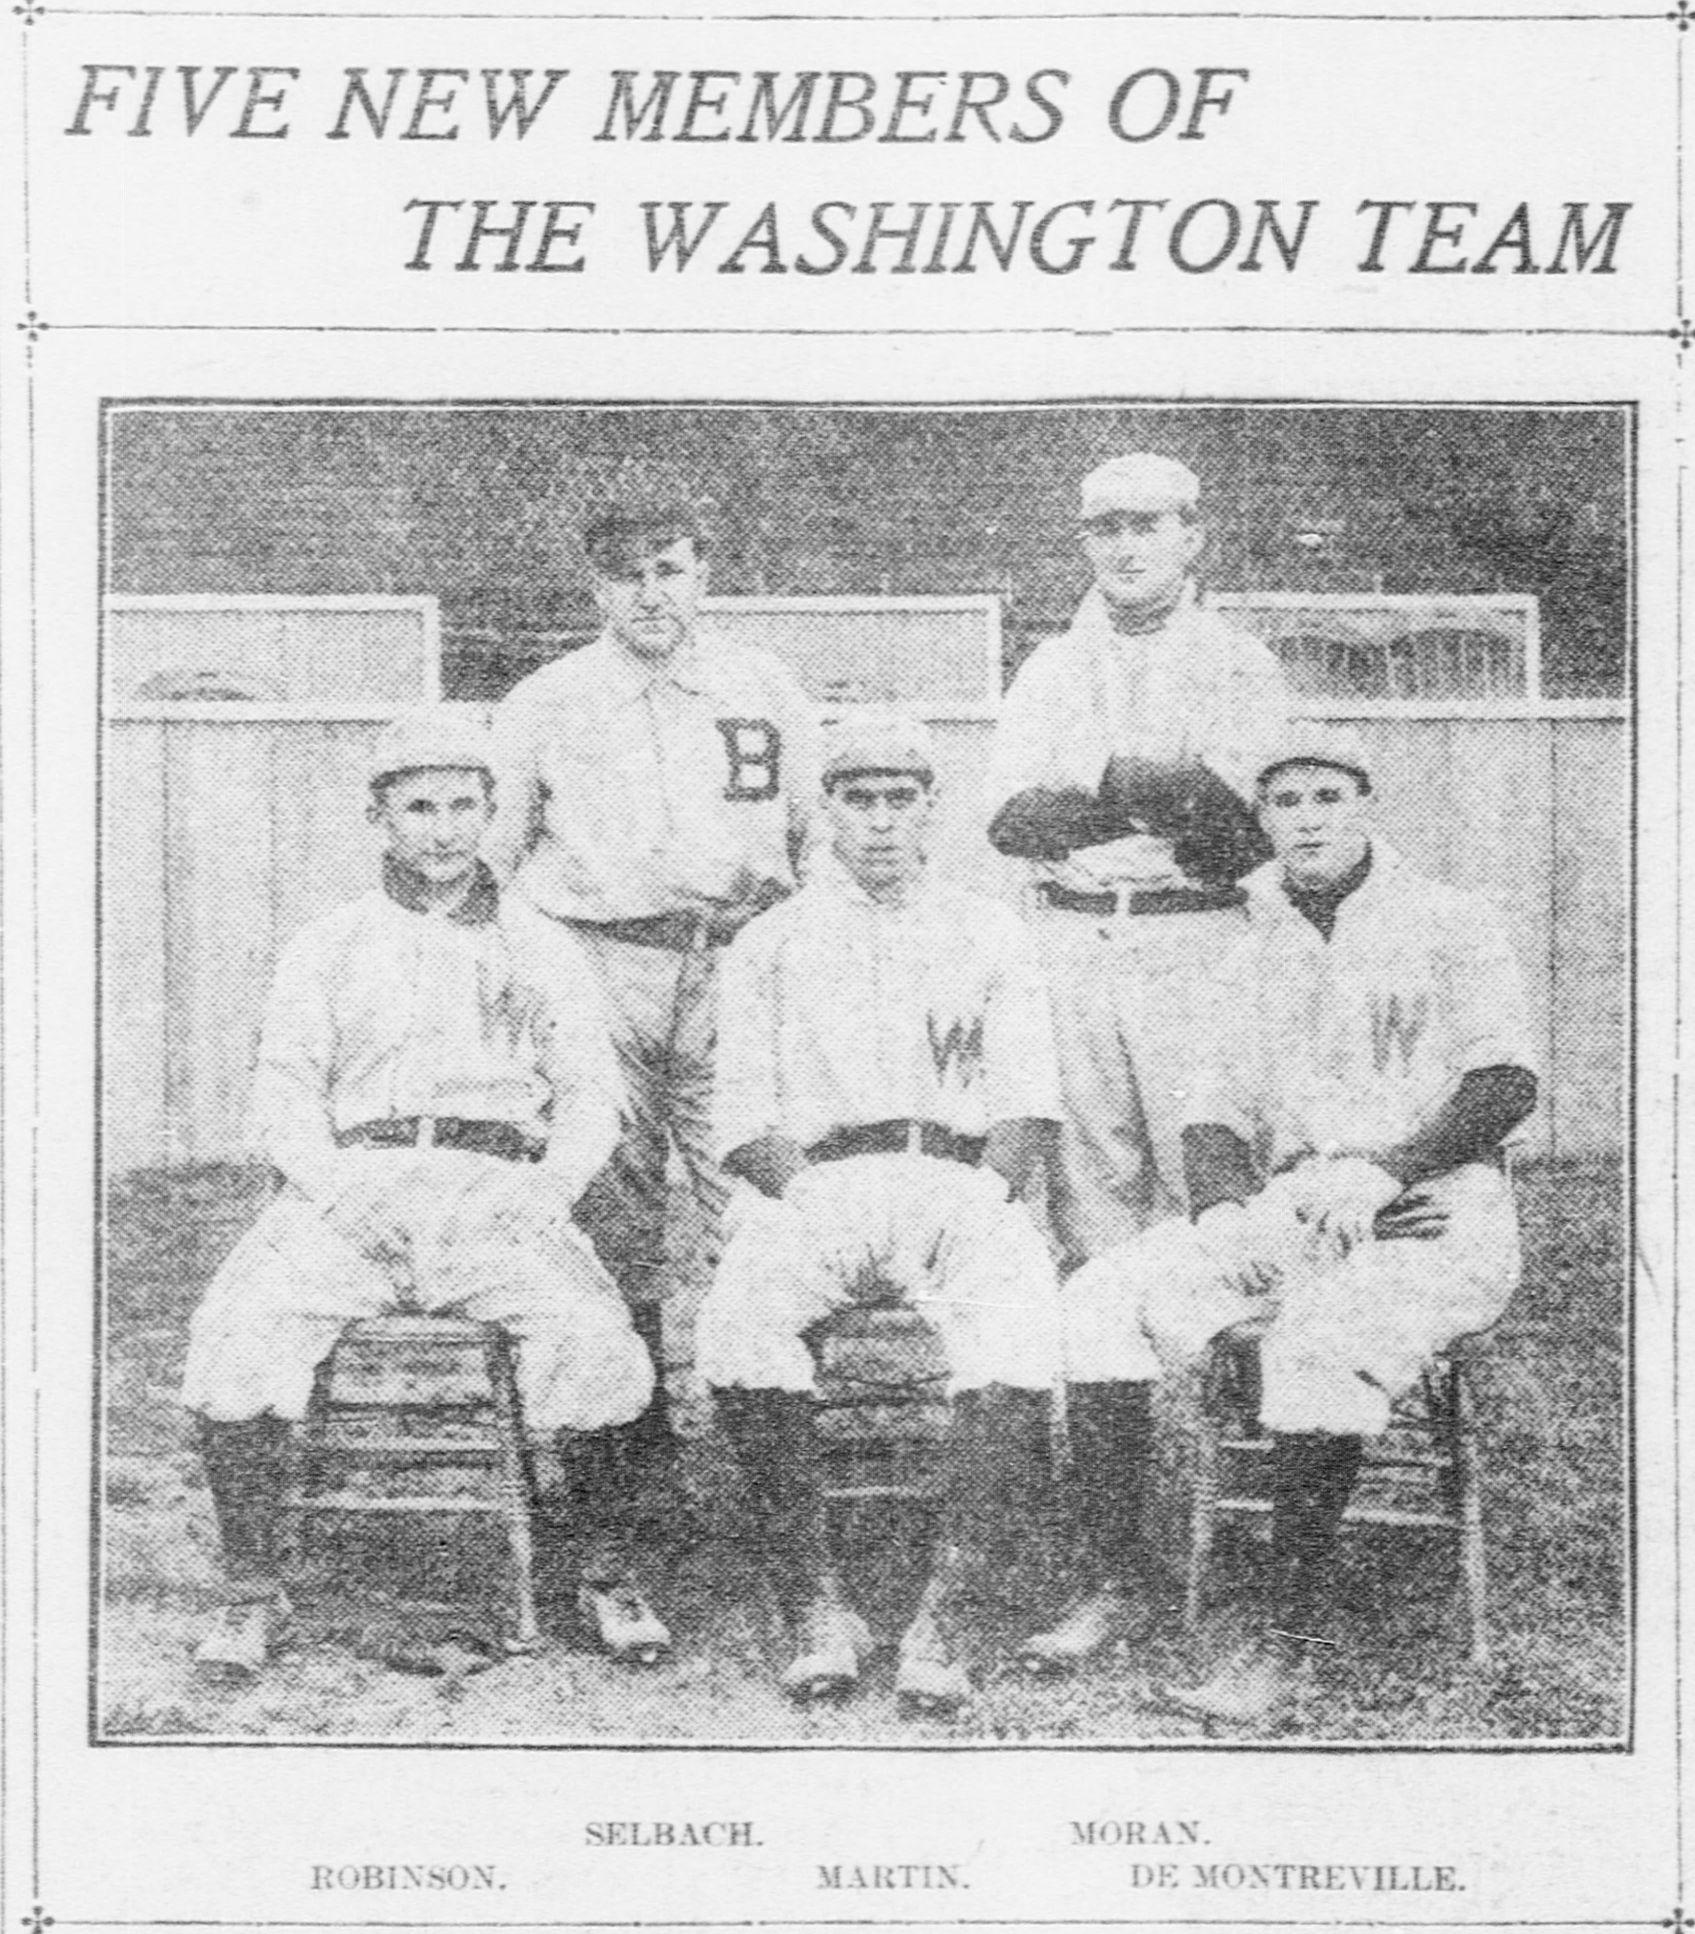 FIVE NEW MEMBERS OF
THE WASHINGTON TEAM
B
W
W
W
SELBACH. MORAN.
ROBINSON. MARTIN. DE MONTREVILLE.